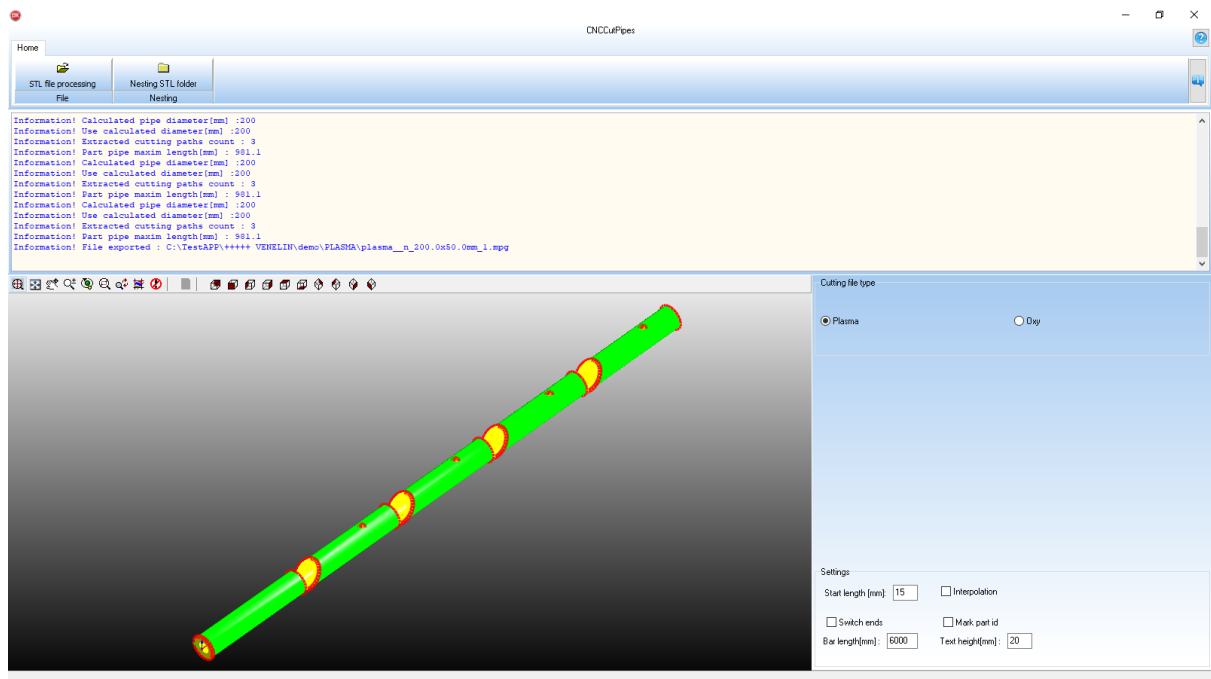 CNCCutPipes
Home
STL file processing
Nesting STL folder
File
Nesting
Information! Calculated pipe diameter[mm] :200
Information! Use calculated diameter[mm] :200
Information! Extracted cutting paths count : 3
Information! Part pipe maxim length[mm] : 981.1
Information! Calculated pipe diameter[mm] :200
Information! Use calculated diameter[mm] :200
Information! Extracted cutting paths count : 3
Information! Part pipe maxim length[mm] : 981.1
Information! Calculated pipe diameter[mm] :200
Information! Use calculated diameter[mm] :200
Information! Extracted cutting paths count : 3
Information! Part pipe maxim length[mm] : 981.1
Information! File exported : C:\TestAPP\+++++ VENELIN\demo\PLASMA\plasma__n_200.0x50.0mm_1.mpg
Cutting file type
Plasma
Oxy
Settings
Start length [mm]: 15
Interpolation
Switch ends
Mark part id
Bar length[mm] : 6000
Text height[mm] : 20